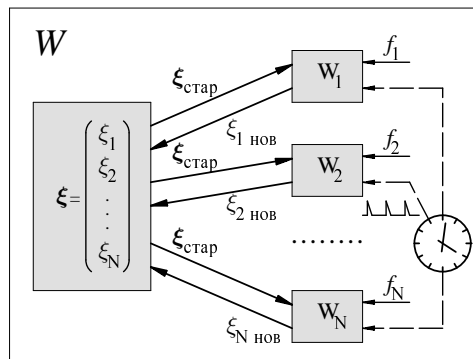 W
W₁
f₁
ξстар
ξ₁ нов
ξ = ( ξ₁ ξ₂ . . . ξN )
ξстар
W₂
f₂
ξ₂ нов
........
ξстар
WN
fN
ξN нов